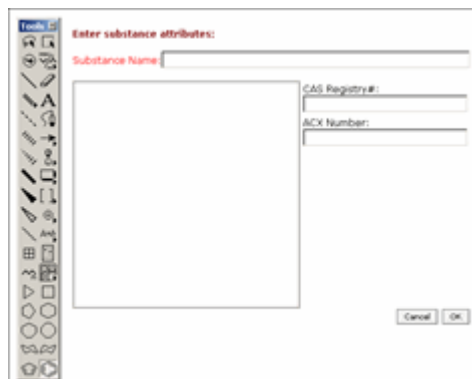 Tools
Enter substance attributes:
Substance Name:
CAS Registry#:
ACX Number:
A
Cancel
OK